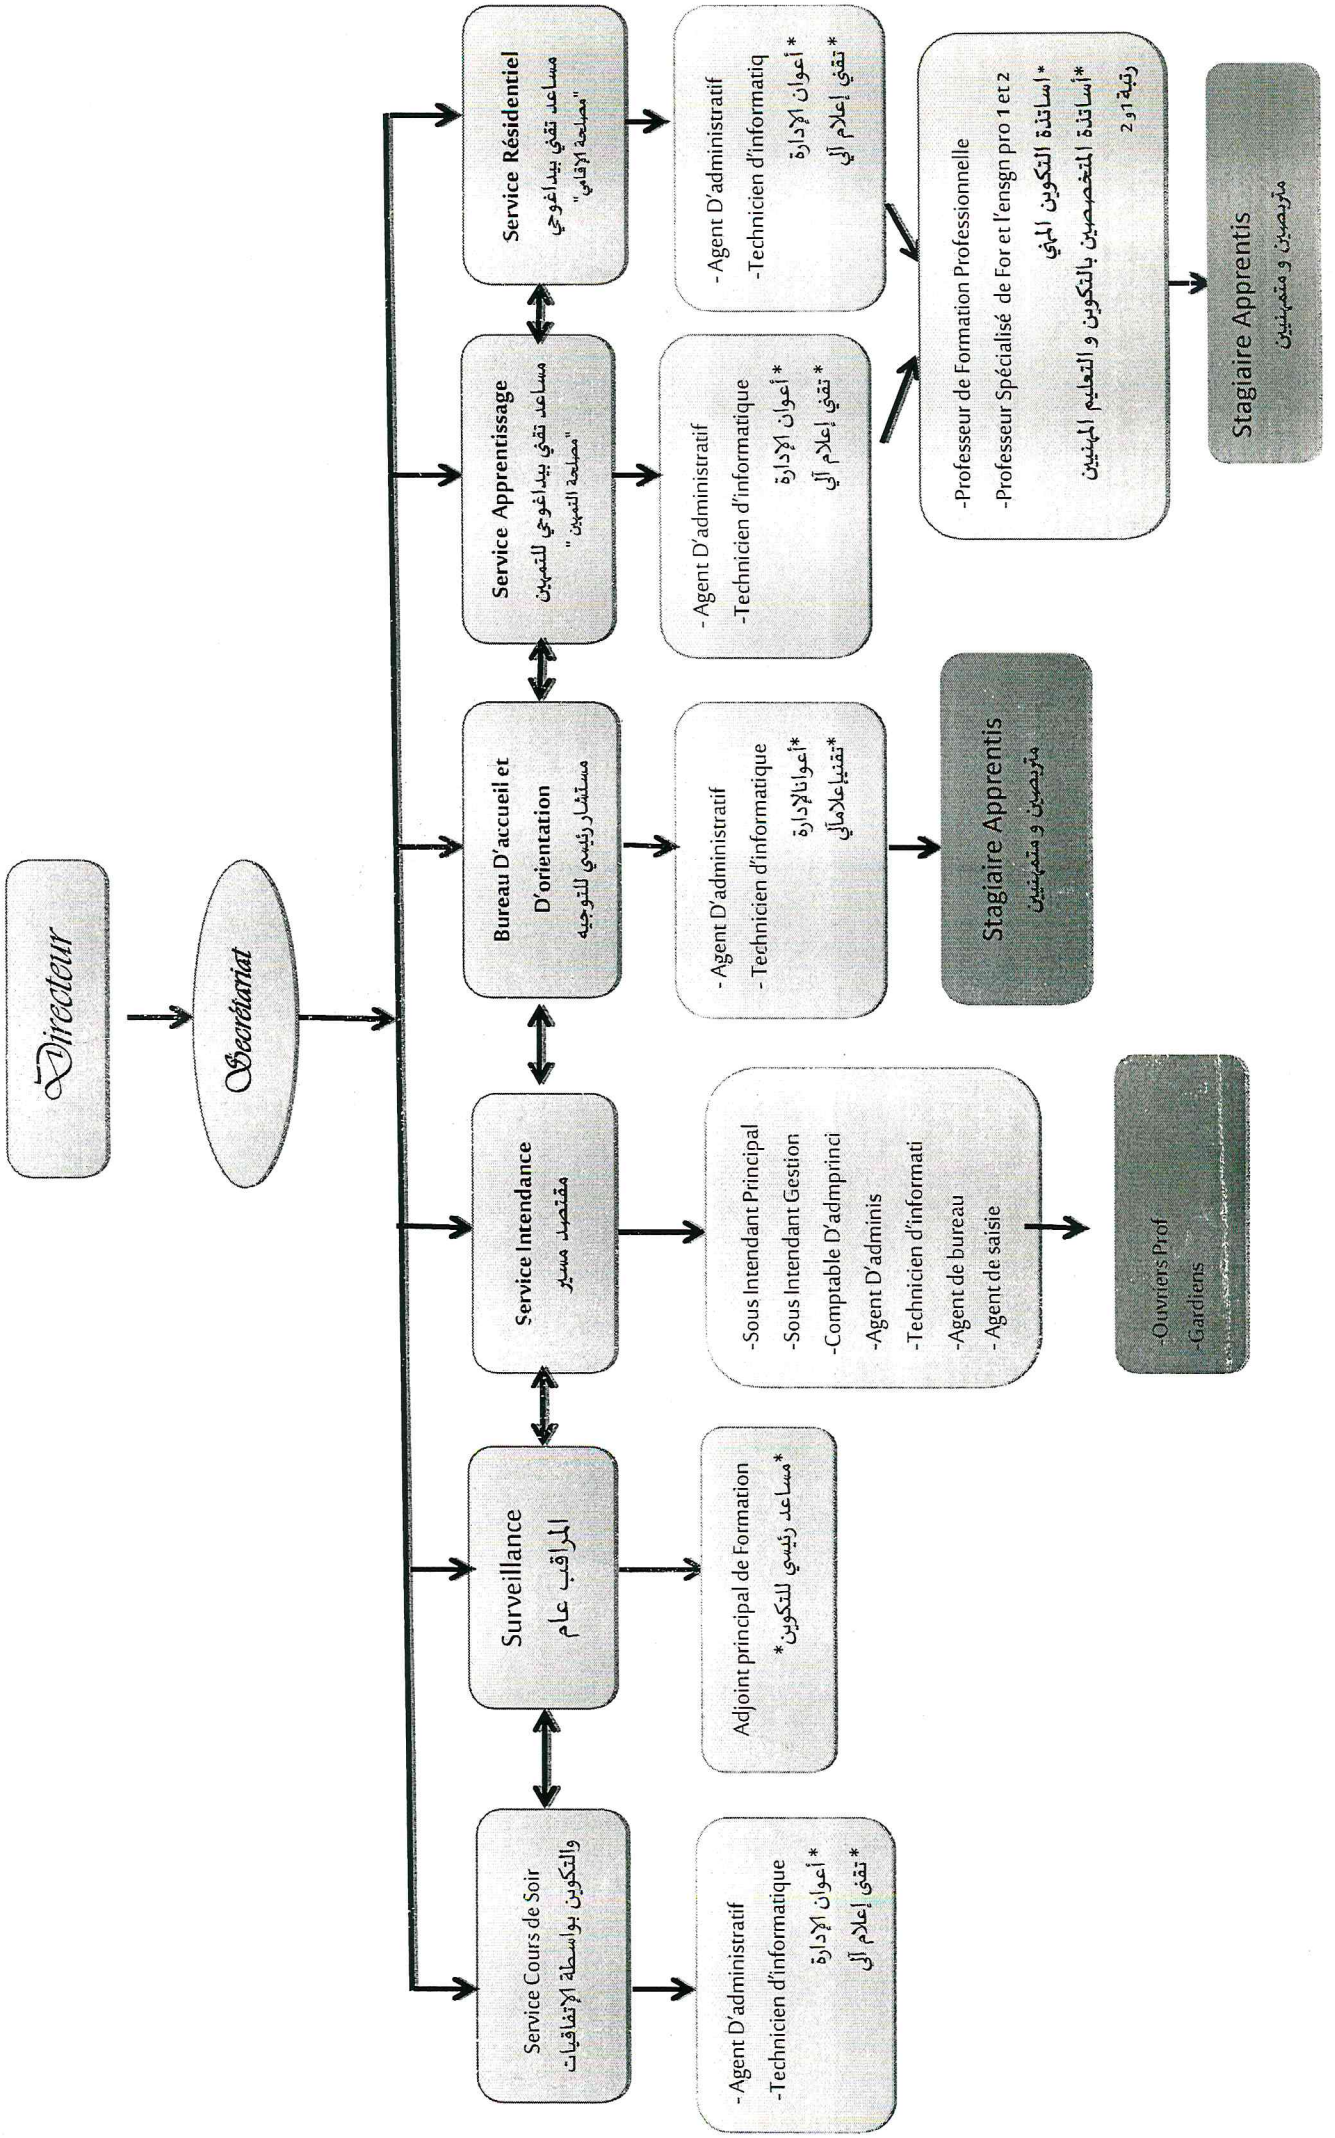 Directeur
Secrétariat
Service Cours de Soir
والتكوين بواسطة الإتفاقيات
Surveillance
المراقب عام
Service Intendance
مقتصد مسير
Bureau D'accueil et
D'orientation
مستشار رئيسي للتوجيه
Service Apprentissage
مساعد تقني بيداغوجي للتمهين
"مصلحة التمهين"
Service Résidentiel
مساعد تقني بيداغوجي
"مصلحة الإقامي"
- Agent D'administratif
-Technicien d'informatique
* أعوان الإدارة
* تقني إعلام آلي
Adjoint principal de Formation
*مساعد رئيسي للتكوين*
-Sous Intendant Principal
-Sous Intendant Gestion
-Comptable D'admprinci
-Agent D'adminis
-Technicien d'informati
-Agent de bureau
- Agent de saisie
- Agent D'administratif
- Technicien d'informatique
*أعوانالإدارة
*تقنيإعلامآلي
- Agent D'administratif
-Technicien d'informatique
* أعوان الإدارة
* تقني إعلام آلي
- Agent D'administratif
-Technicien d'informatiq
* أعوان الإدارة
* تقني إعلام آلي
-Ouvriers Prof
-Gardiens
Stagiaire Apprentis
متربصين و متمهنيين
-Professeur de Formation Professionnelle
-Professeur Spécialisé de For et l'ensgn pro 1 et 2
* اساتذة التكوين المهني
*أساتذة المتخصصين بالتكوين و التعليم المهنيين
رتبة 1و 2
Stagiaire Apprentis
متربصين و متمهنيين